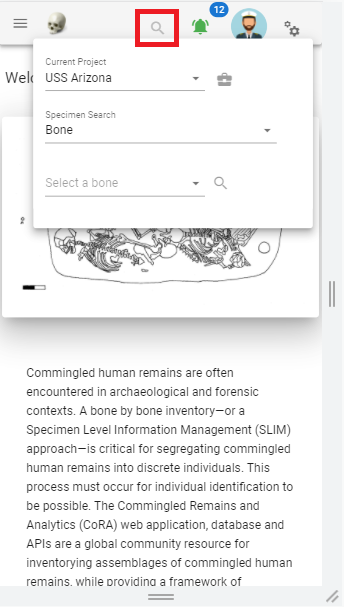 12
Current Project
USS Arizona
Specimen Search
Bone
Select a bone
Commingled human remains are often
encountered in archaeological and forensic
contexts. A bone by bone inventory—or a
Specimen Level Information Management (SLIM)
approach—is critical for segregating commingled
human remains into discrete individuals. This
process must occur for individual identification to
be possible. The Commingled Remains and
Analytics (CoRA) web application, database and
APIs are a global community resource for
inventorying assemblages of commingled human
remains, while providing a framework of